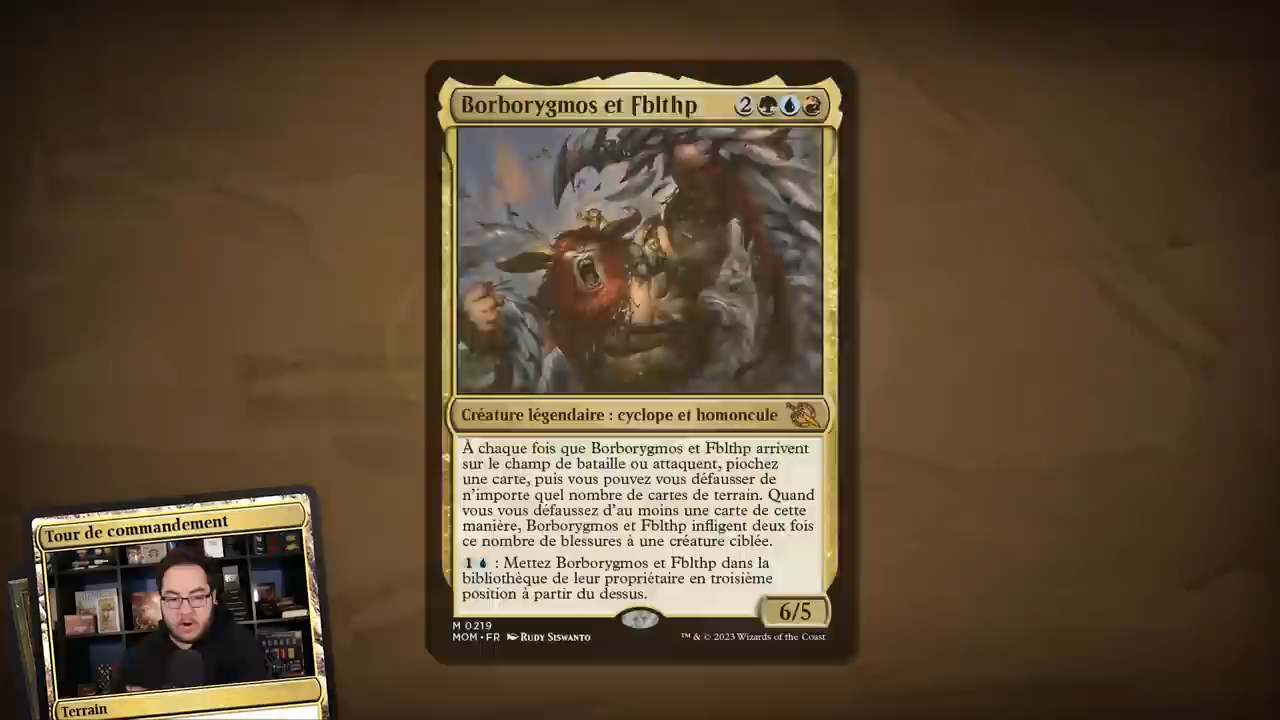 Borborygmos et Fblthp 2
Créature légendaire : cyclope et homoncule
À chaque fois que Borborygmos et Fblthp arrivent
sur le champ de bataille ou attaquent, piochez
une carte, puis vous pouvez vous défausser de
n'importe quel nombre de cartes de terrain. Quand
vous vous défaussez d'au moins une carte de cette
manière, Borborygmos et Fblthp infligent deux fois
ce nombre de blessures à une créature ciblée.
1 : Mettez Borborygmos et Fblthp dans la
bibliothèque de leur propriétaire en troisième
position à partir du dessus.
6/5
M 0219
MOM • FR Rudy Siswanto
™ & © 2023 Wizards of the Coast
Tour de commandement
Terrain